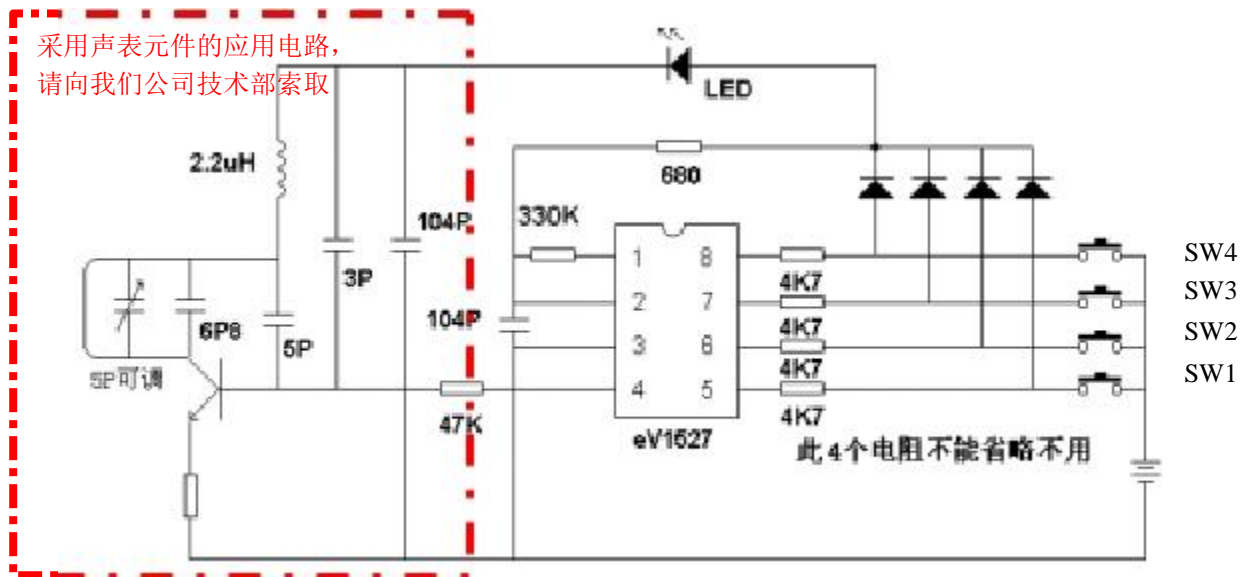 采用声表元件的应用电路,
请向我们公司技术部索取
LED
2.2uH
680
104P
330K
3P
1
8
4K7
SW4
2
7
4K7
SW3
104P
6P8
5P
3
6
4K7
SW2
5P可调
47K
4
5
4K7
SW1
eV1527
此4个电阻不能省略不用